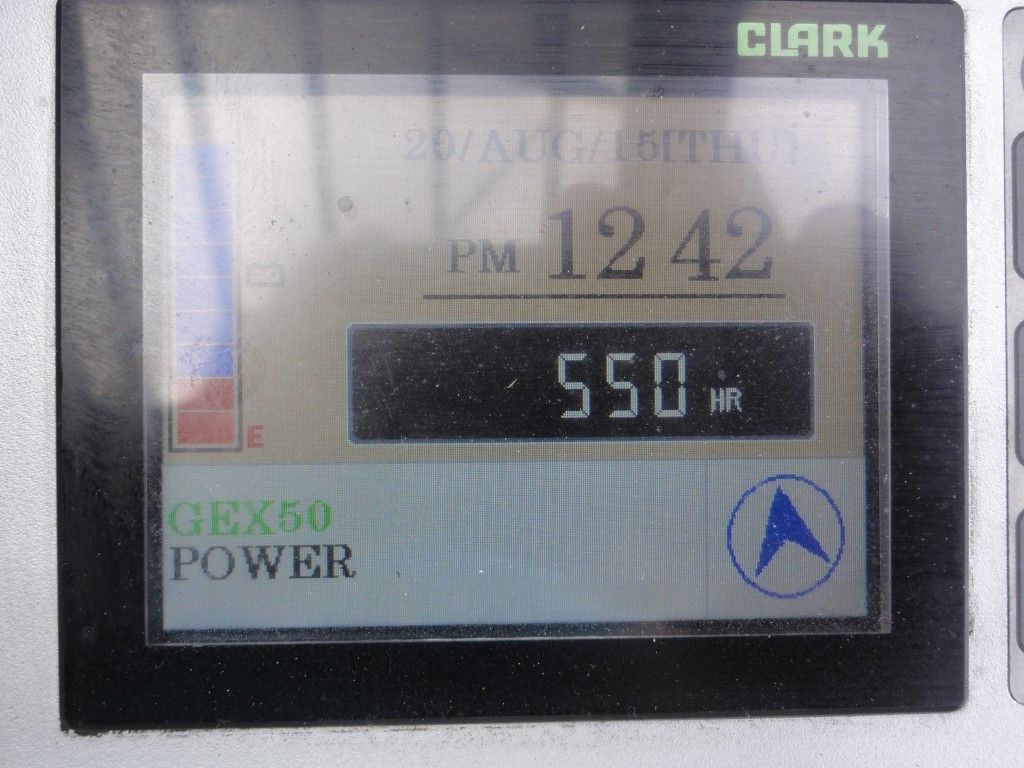 CLARK
20/AUG/15[THU]
PM 12 42
550 HR
E
GEX50
POWER